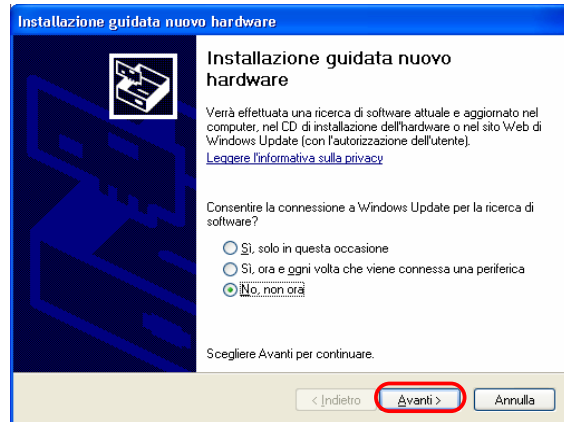 Installazione guidata nuovo hardware
Installazione guidata nuovo
hardware
Verrà effettuata una ricerca di software attuale e aggiornato nel
computer, nel CD di installazione dell'hardware o nel sito Web di
Windows Update (con l'autorizzazione dell'utente).
Leggere l'informativa sulla privacy
Consentire la connessione a Windows Update per la ricerca di
software?
Sì, solo in questa occasione
Sì, ora e ogni volta che viene connessa una periferica
No, non ora
Scegliere Avanti per continuare.
< Indietro
Avanti >
Annulla